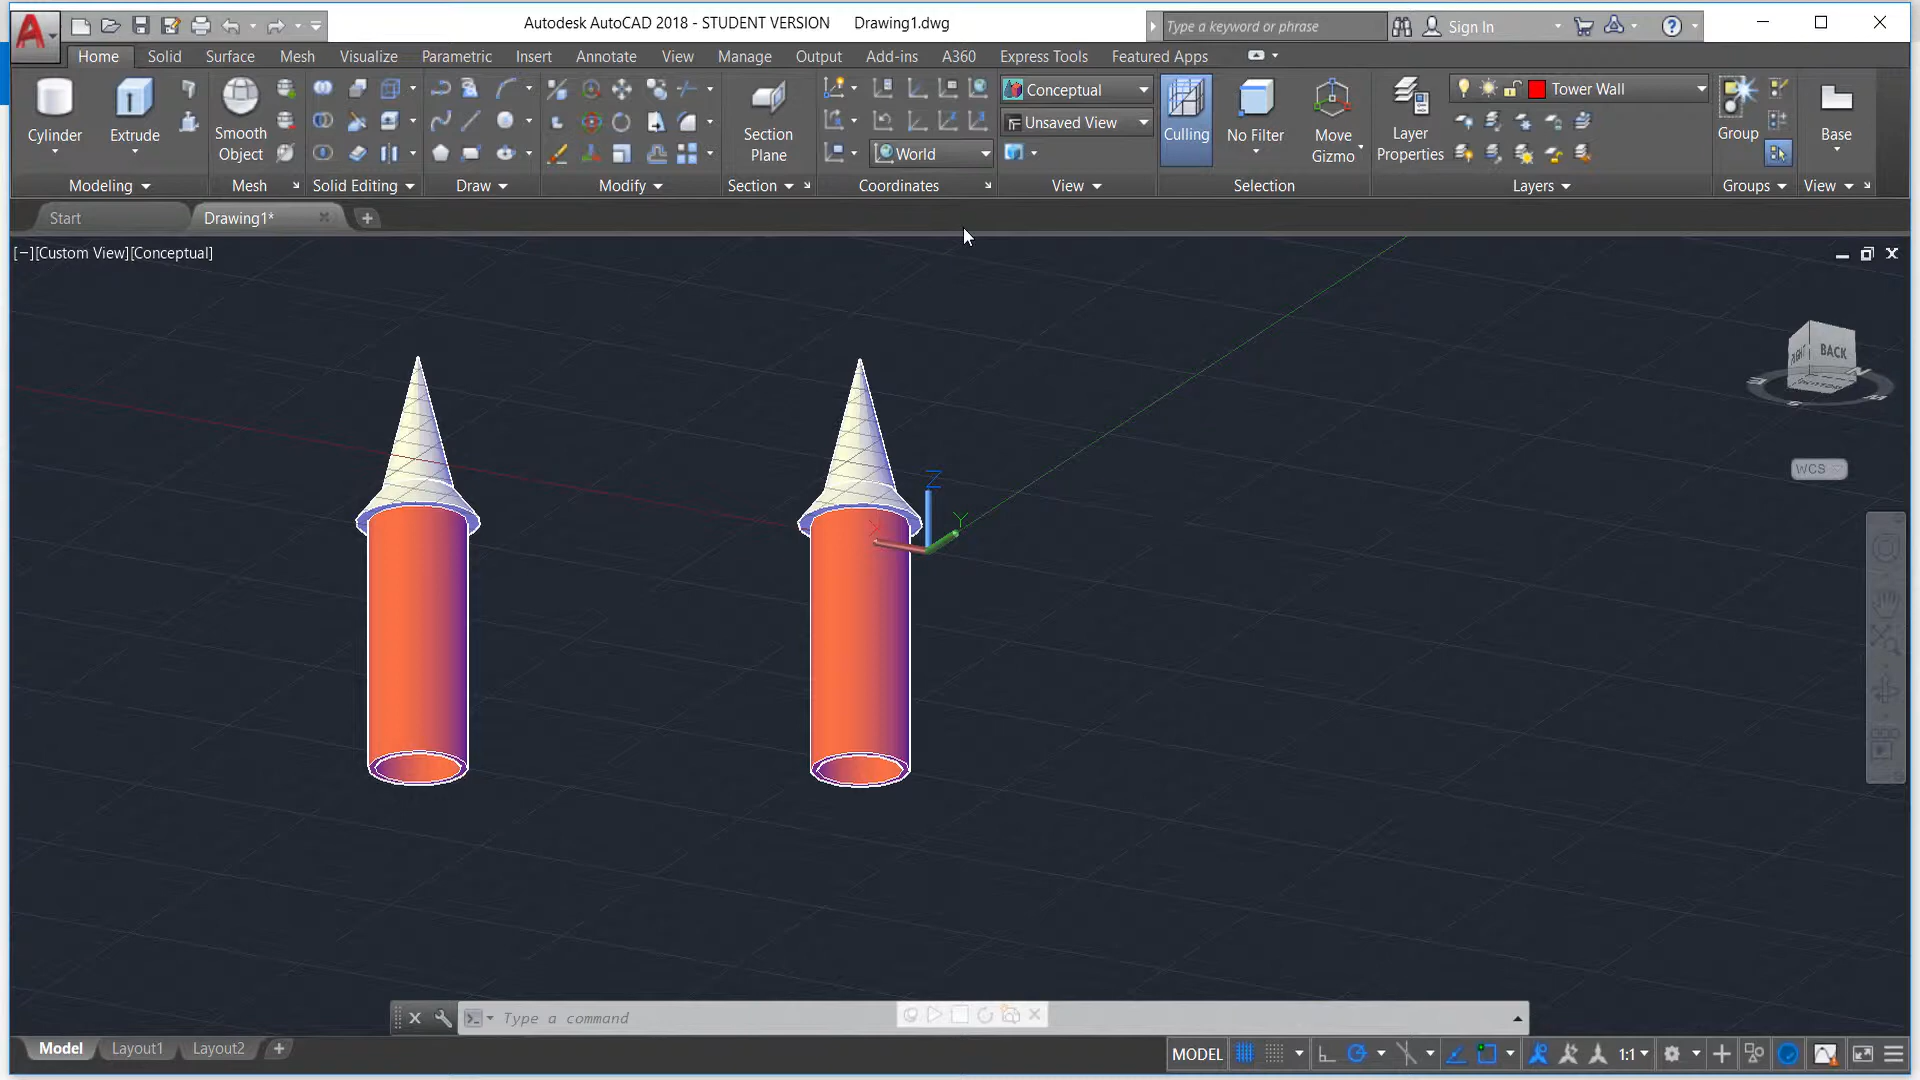 Autodesk AutoCAD 2018 - STUDENT VERSION Drawing1.dwg
Type a keyword or phrase
Sign In
Home Solid Surface Mesh Visualize Parametric Insert Annotate View Manage Output Add-ins A360 Express Tools Featured Apps
Cylinder
Extrude
Smooth
Object
Section
Plane
World
Conceptual
Unsaved View
Culling
No Filter
Move
Gizmo
Layer
Properties
Tower Wall
Group
Base
Modeling Mesh Solid Editing Draw Modify Section Coordinates View Selection Layers Groups View
Start Drawing1*
[−][Custom View][Conceptual]
BACK
WCS
Z
Y
X
Type a command
Model Layout1 Layout2
MODEL 1:1